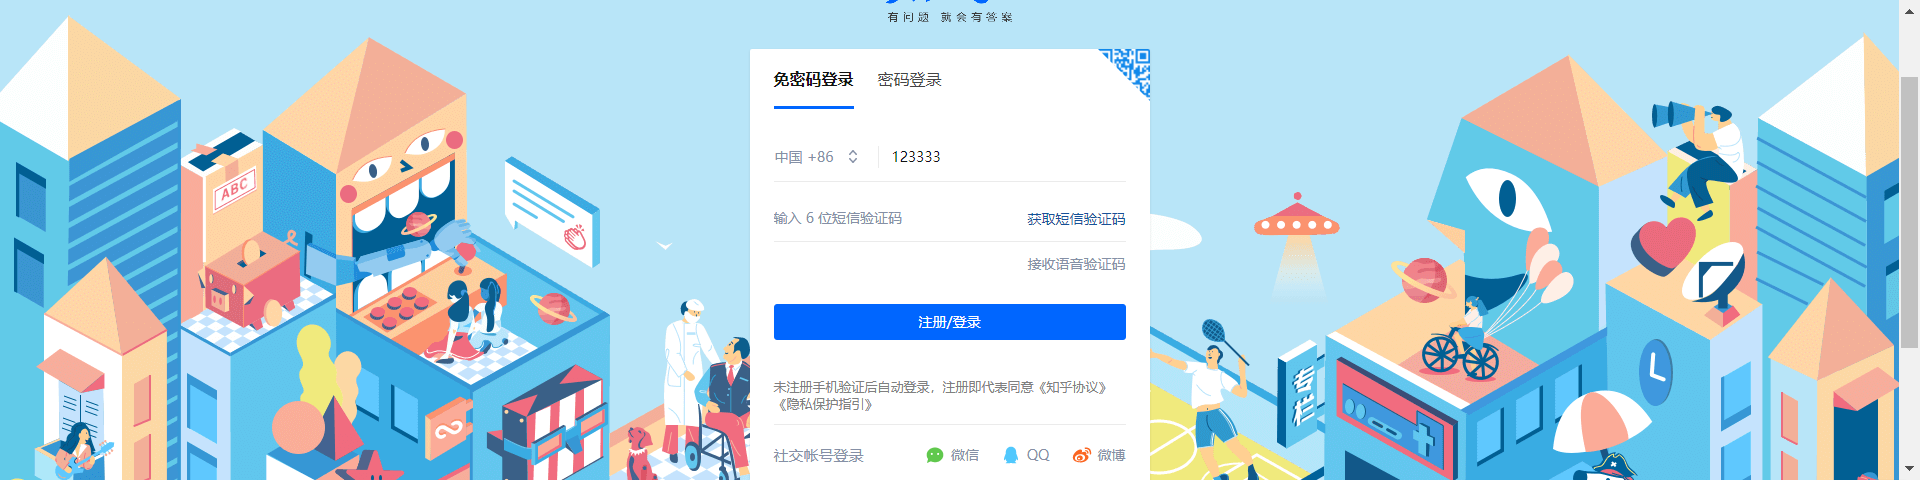 有问题 就会有答案
免密码登录 密码登录
中国 +86 123333
输入 6 位短信验证码 获取短信验证码
接收语音验证码
注册/登录
未注册手机验证后自动登录，注册即代表同意《知乎协议》
《隐私保护指引》
社交帐号登录 微信 QQ 微博
ABC
专栏